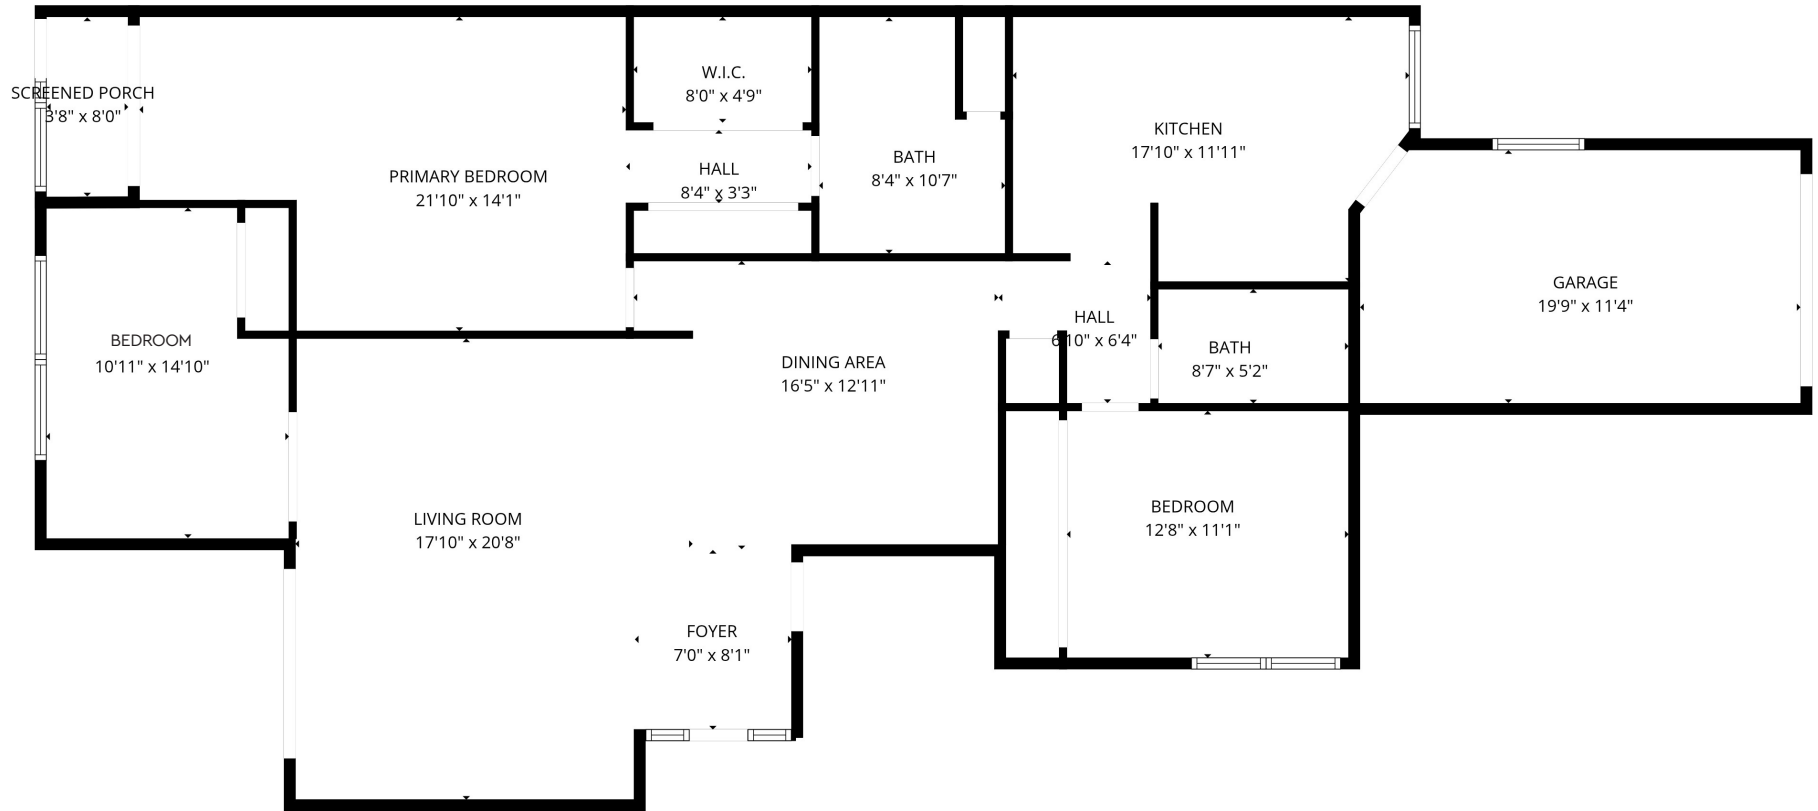 SCREENED PORCH
3'8" x 8'0"
PRIMARY BEDROOM
21'10" x 14'1"
W.I.C.
8'0" x 4'9"
HALL
8'4" x 3'3"
BATH
8'4" x 10'7"
KITCHEN
17'10" x 11'11"
GARAGE
19'9" x 11'4"
BEDROOM
10'11" x 14'10"
HALL
6'10" x 6'4"
BATH
8'7" x 5'2"
DINING AREA
16'5" x 12'11"
LIVING ROOM
17'10" x 20'8"
BEDROOM
12'8" x 11'1"
FOYER
7'0" x 8'1"